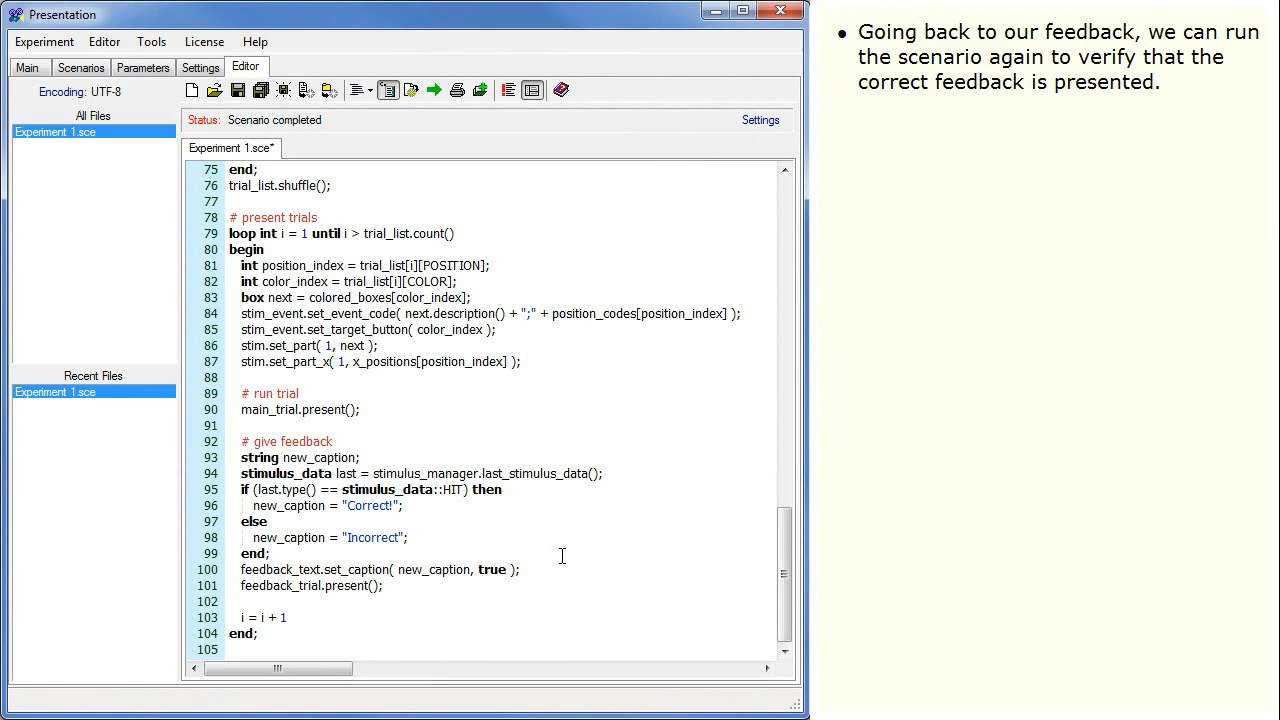 Presentation
Experiment Editor Tools License Help
Main Scenarios Parameters Settings Editor
Encoding: UTF-8
All Files
Experiment 1.sce
Recent Files
Experiment 1.sce
Status: Scenario completed Settings
Experiment 1.sce*
75 end;
76 trial_list.shuffle();
77
78 # present trials
79 loop int i = 1 until i > trial_list.count()
80 begin
81 int position_index = trial_list[i][POSITION];
82 int color_index = trial_list[i][COLOR];
83 box next = colored_boxes[color_index];
84 stim_event.set_event_code( next.description() + ";" + position_codes[position_index] );
85 stim_event.set_target_button( color_index );
86 stim.set_part( 1, next );
87 stim.set_part_x( 1, x_positions[position_index] );
88
89 # run trial
90 main_trial.present();
91
92 # give feedback
93 string new_caption;
94 stimulus_data last = stimulus_manager.last_stimulus_data();
95 if (last.type() == stimulus_data::HIT) then
96 new_caption = "Correct!";
97 else
98 new_caption = "Incorrect";
99 end;
100 feedback_text.set_caption( new_caption, true );
101 feedback_trial.present();
102
103 i = i + 1
104 end;
105
• Going back to our feedback, we can run
the scenario again to verify that the
correct feedback is presented.